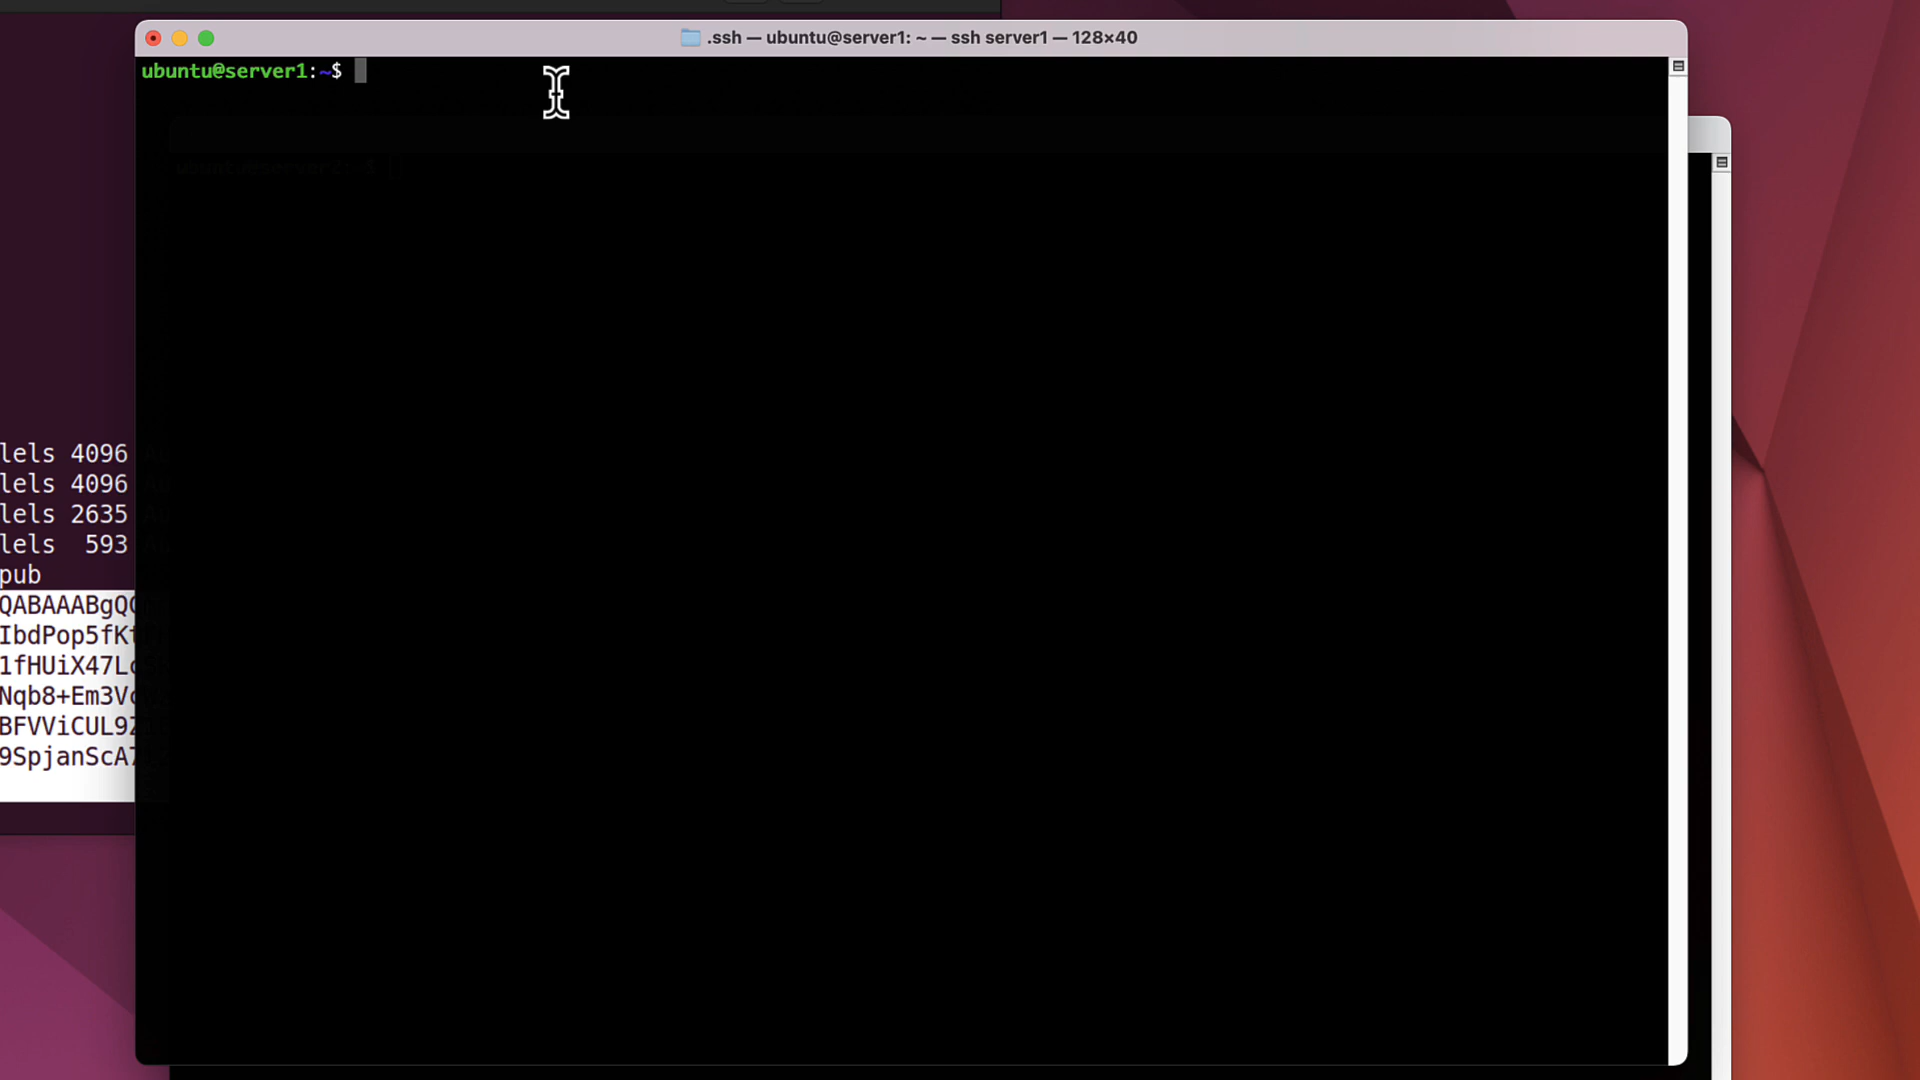 .ssh — ubuntu@server1: ~ — ssh server1 — 128×40
ubuntu@server1:~$
lels 4096
lels 4096
lels 2635
lels 593
pub
QABAAABgQ
IbdPop5fK
1fHUiX47L
Nqb8+Em3V
BFVViCUL9
9SpjanScA